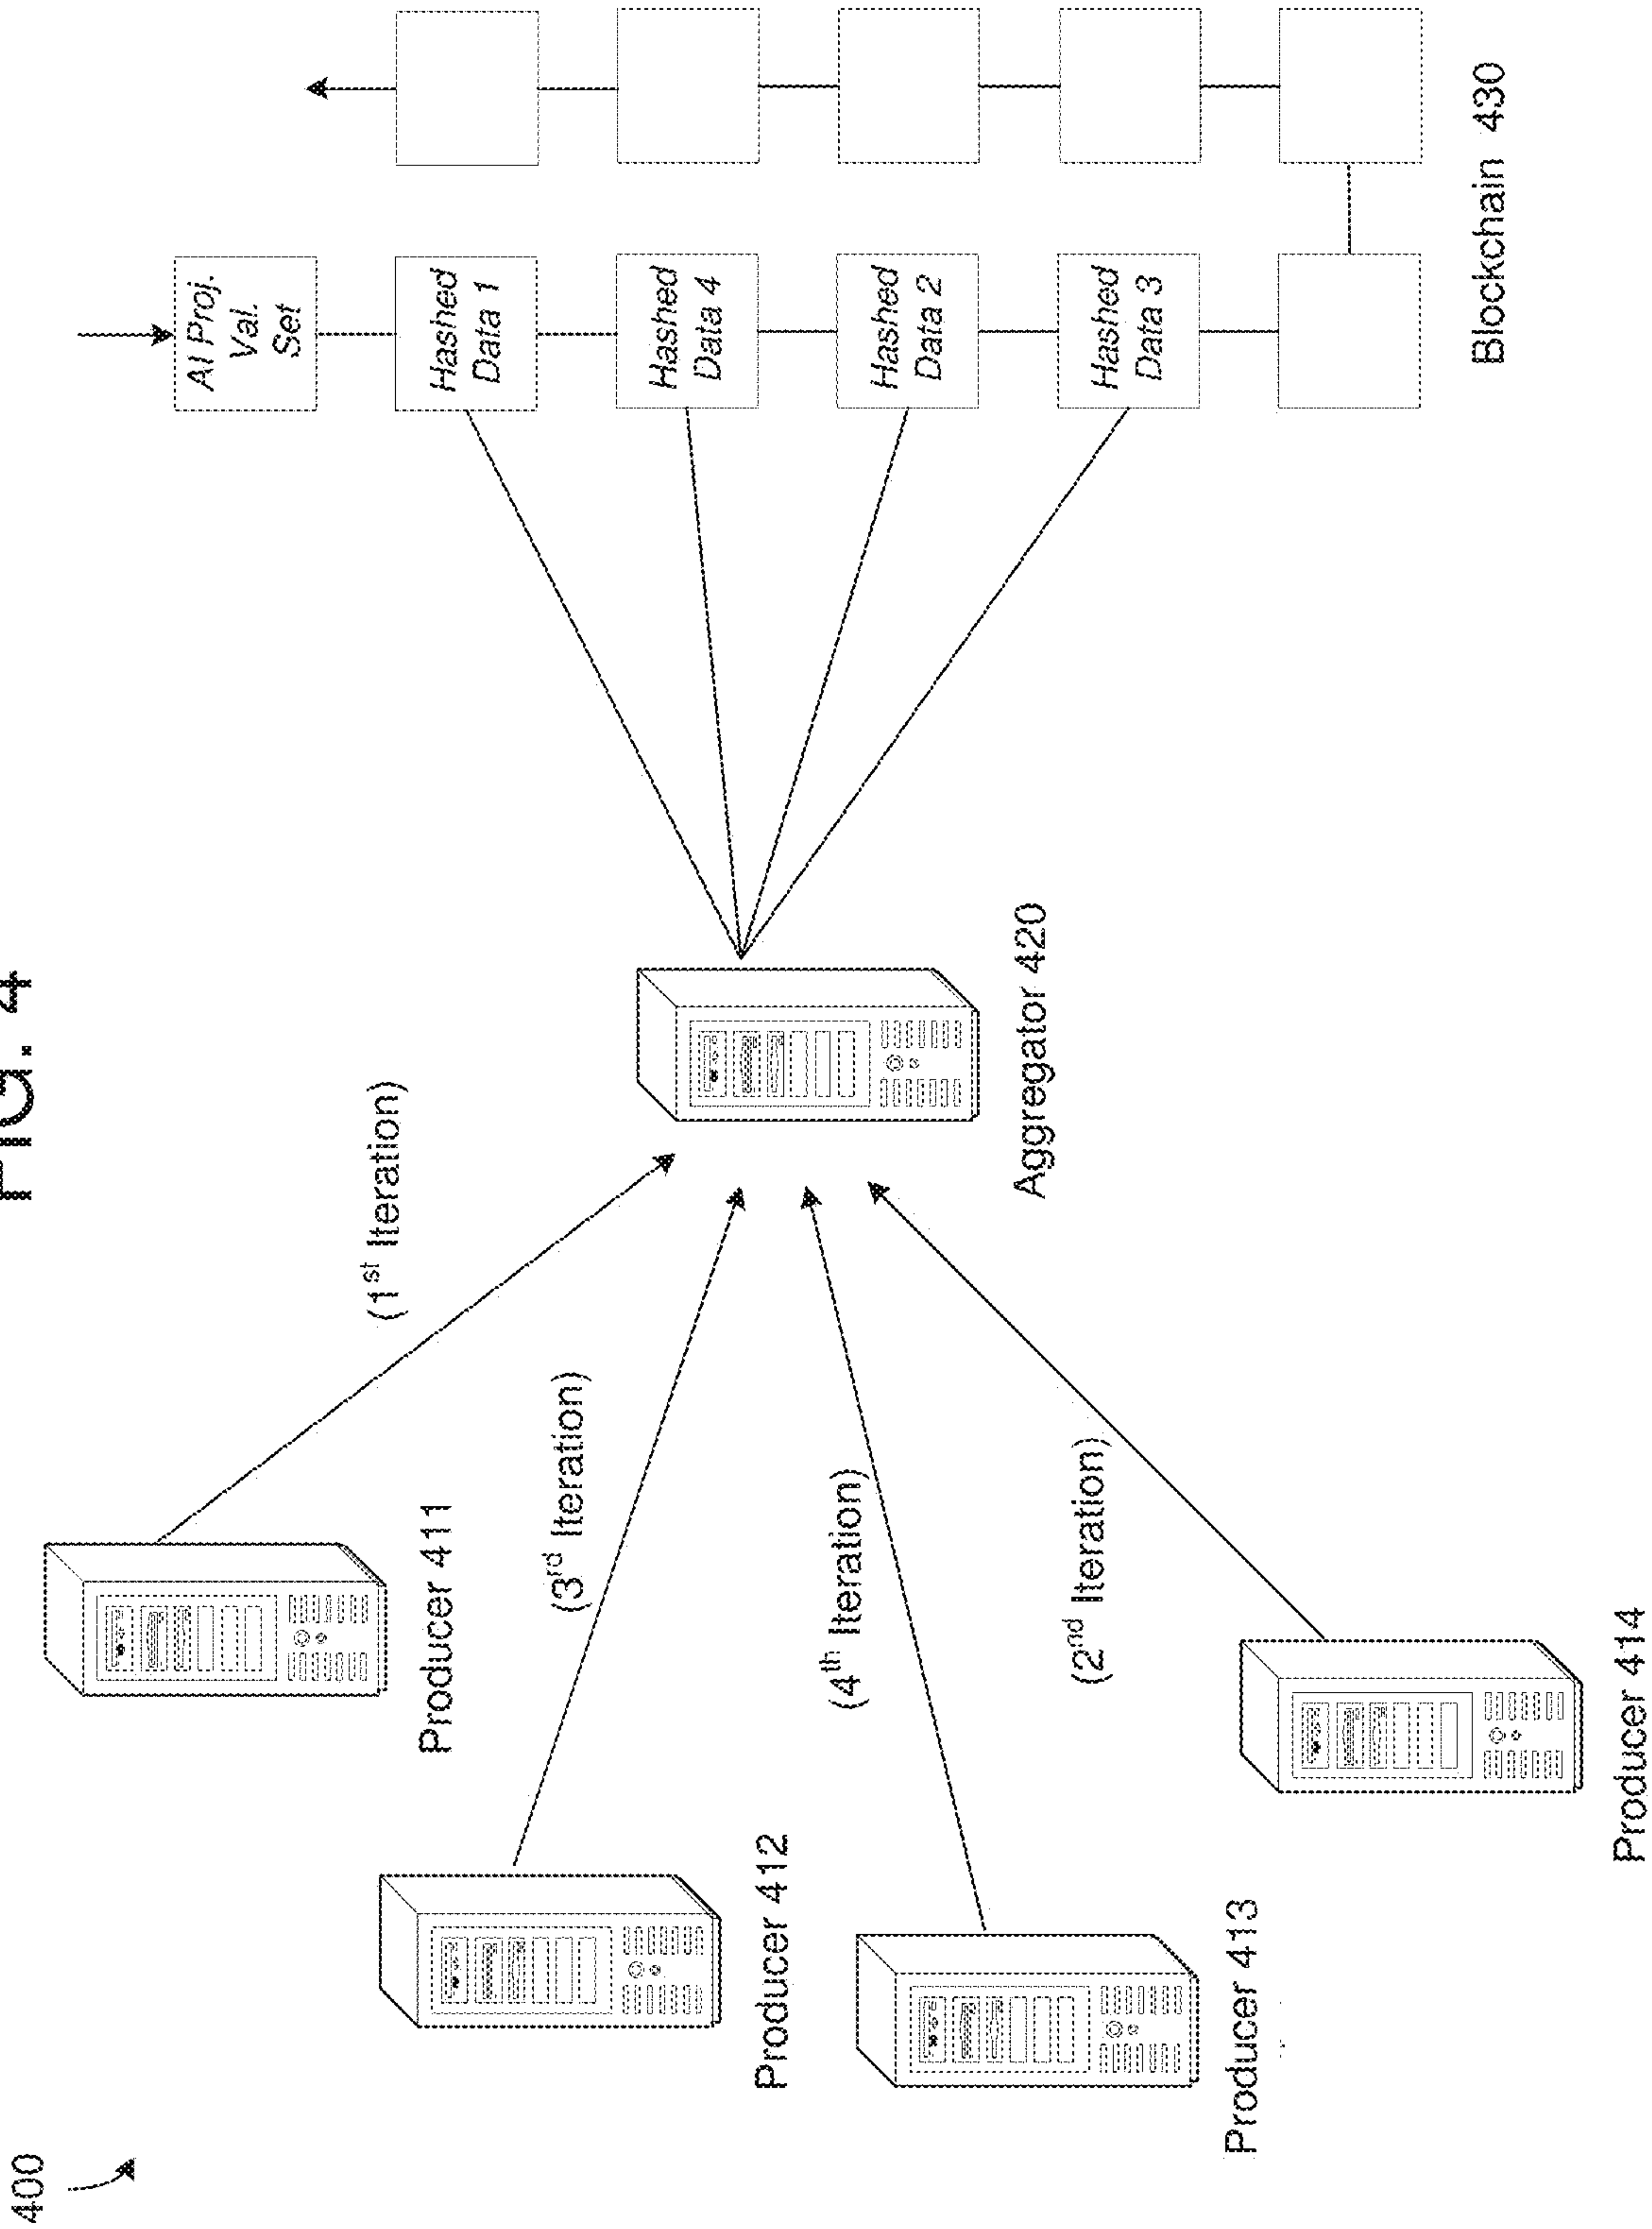 FIG. 4
400
Producer 411
(1st Iteration)
Producer 412
(3rd Iteration)
Producer 413
(4th Iteration)
Producer 414
(2nd Iteration)
Aggregator 420
AI Proj.
Val.
Set
Hashed
Data 1
Hashed
Data 4
Hashed
Data 2
Hashed
Data 3
Blockchain 430